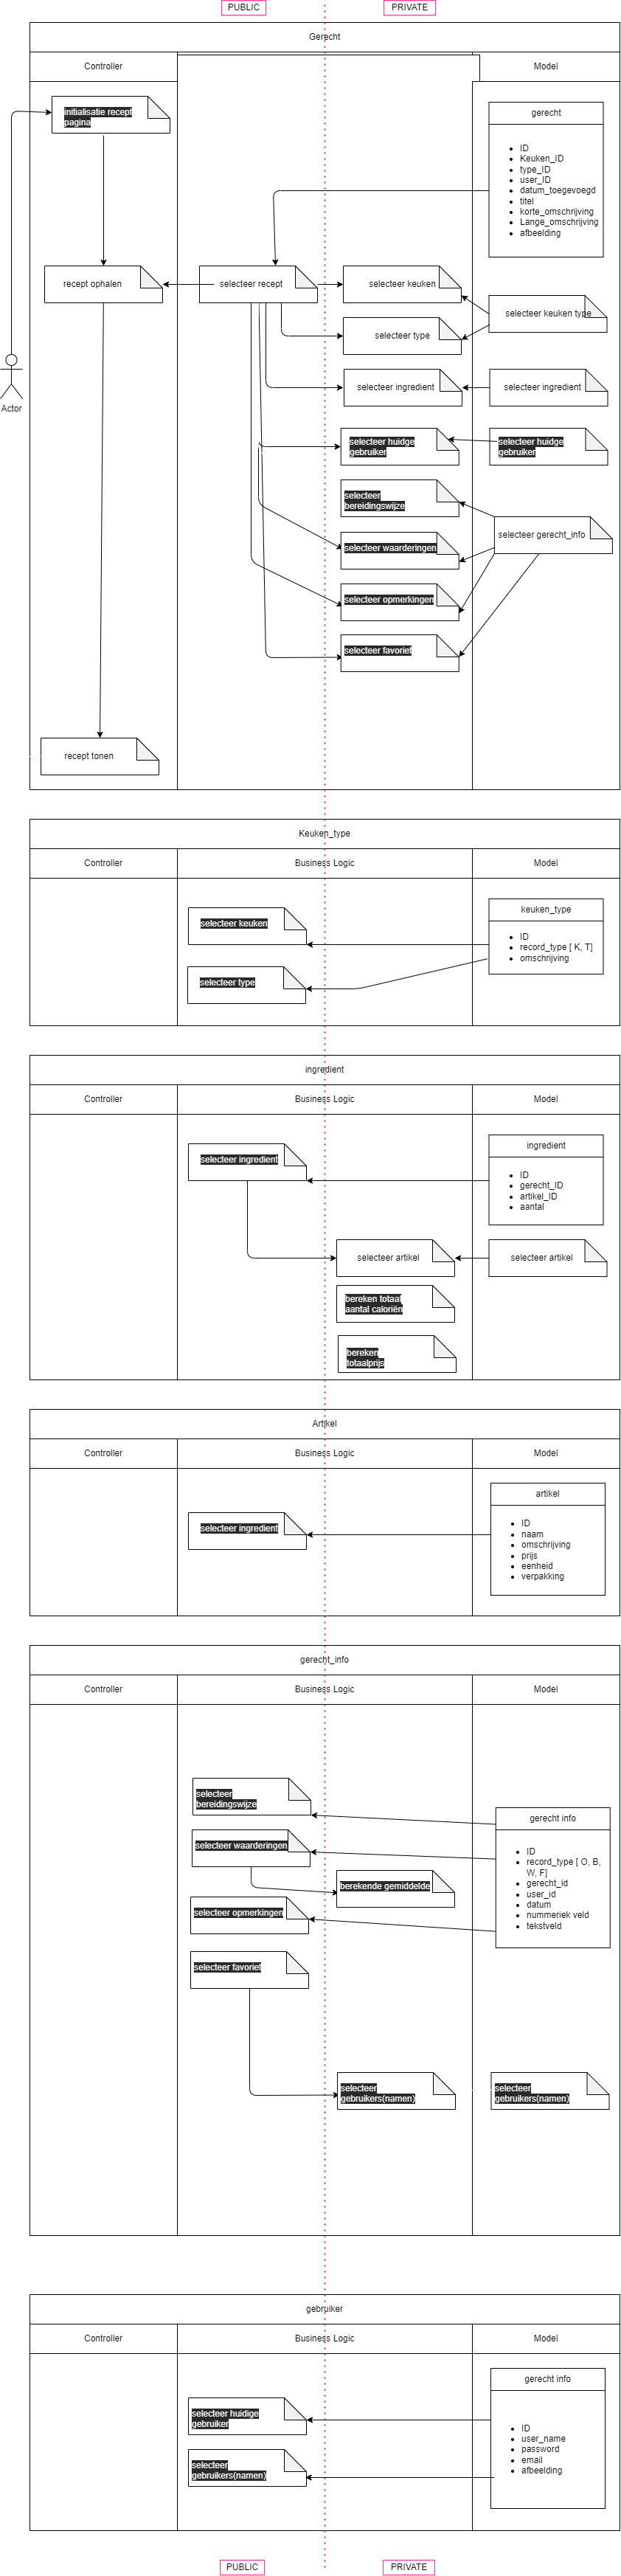 PUBLIC
PRIVATE
Gerecht
Controller
Model
initialisatie recept
pagina
gerecht
ID
Keuken_ID
type_ID
user_ID
datum_toegevoegd
titel
korte_omschrijving
Lange_omschrijving
afbeelding
recept ophalen
selecteer recept
selecteer keuken
selecteer keuken type
selecteer type
selecteer ingredient
selecteer ingredient
Actor
selecteer huidge
gebruiker
selecteer huidge
gebruiker
selecteer
bereidingswijze
selecteer gerecht_info
selecteer waarderingen
selecteer opmerkingen
selecteer favoriet
recept tonen
Keuken_type
Controller
Business Logic
Model
selecteer keuken
keuken_type
ID
record_type [ K, T]
omschrijving
selecteer type
ingredient
Controller
Business Logic
Model
selecteer ingredient
ingredient
ID
gerecht_ID
artikel_ID
aantal
selecteer artikel
selecteer artikel
bereken totaal
aantal caloriën
bereken
totaalprijs
Artikel
Controller
Business Logic
Model
selecteer ingredient
artikel
ID
naam
omschrijving
prijs
eenheid
verpakking
gerecht_info
Controller
Business Logic
Model
selecteer
bereidingswijze
selecteer waarderingen
gerecht info
ID
record_type [ O, B,
W, F]
gerecht_id
user_id
datum
nummeriek veld
tekstveld
berekende gemiddelde
selecteer opmerkingen
selecteer favoriet
selecteer
gebruikers(namen)
selecteer
gebruikers(namen)
gebruiker
Controller
Business Logic
Model
selecteer huidige
gebruiker
gerecht info
ID
user_name
password
email
afbeelding
selecteer
gebruikers(namen)
PUBLIC
PRIVATE